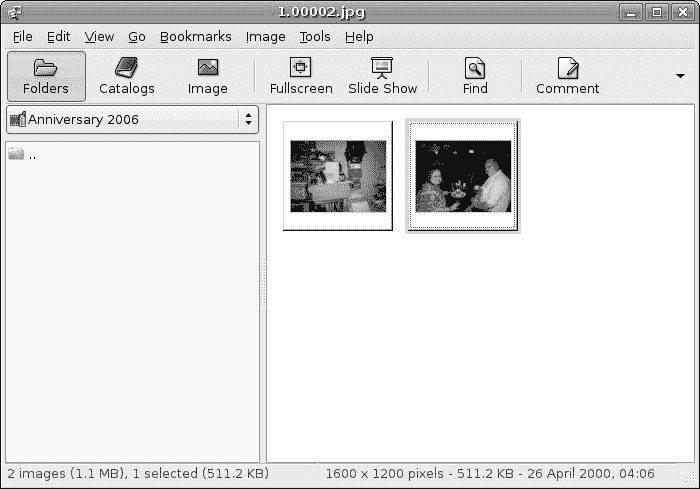 1.00002.jpg
File Edit View Go Bookmarks Image Tools Help
Folders Catalogs Image Fullscreen Slide Show Find Comment
Anniversary 2006
..
2 images (1.1 MB), 1 selected (511.2 KB) 1600 x 1200 pixels - 511.2 KB - 26 April 2000, 04:06